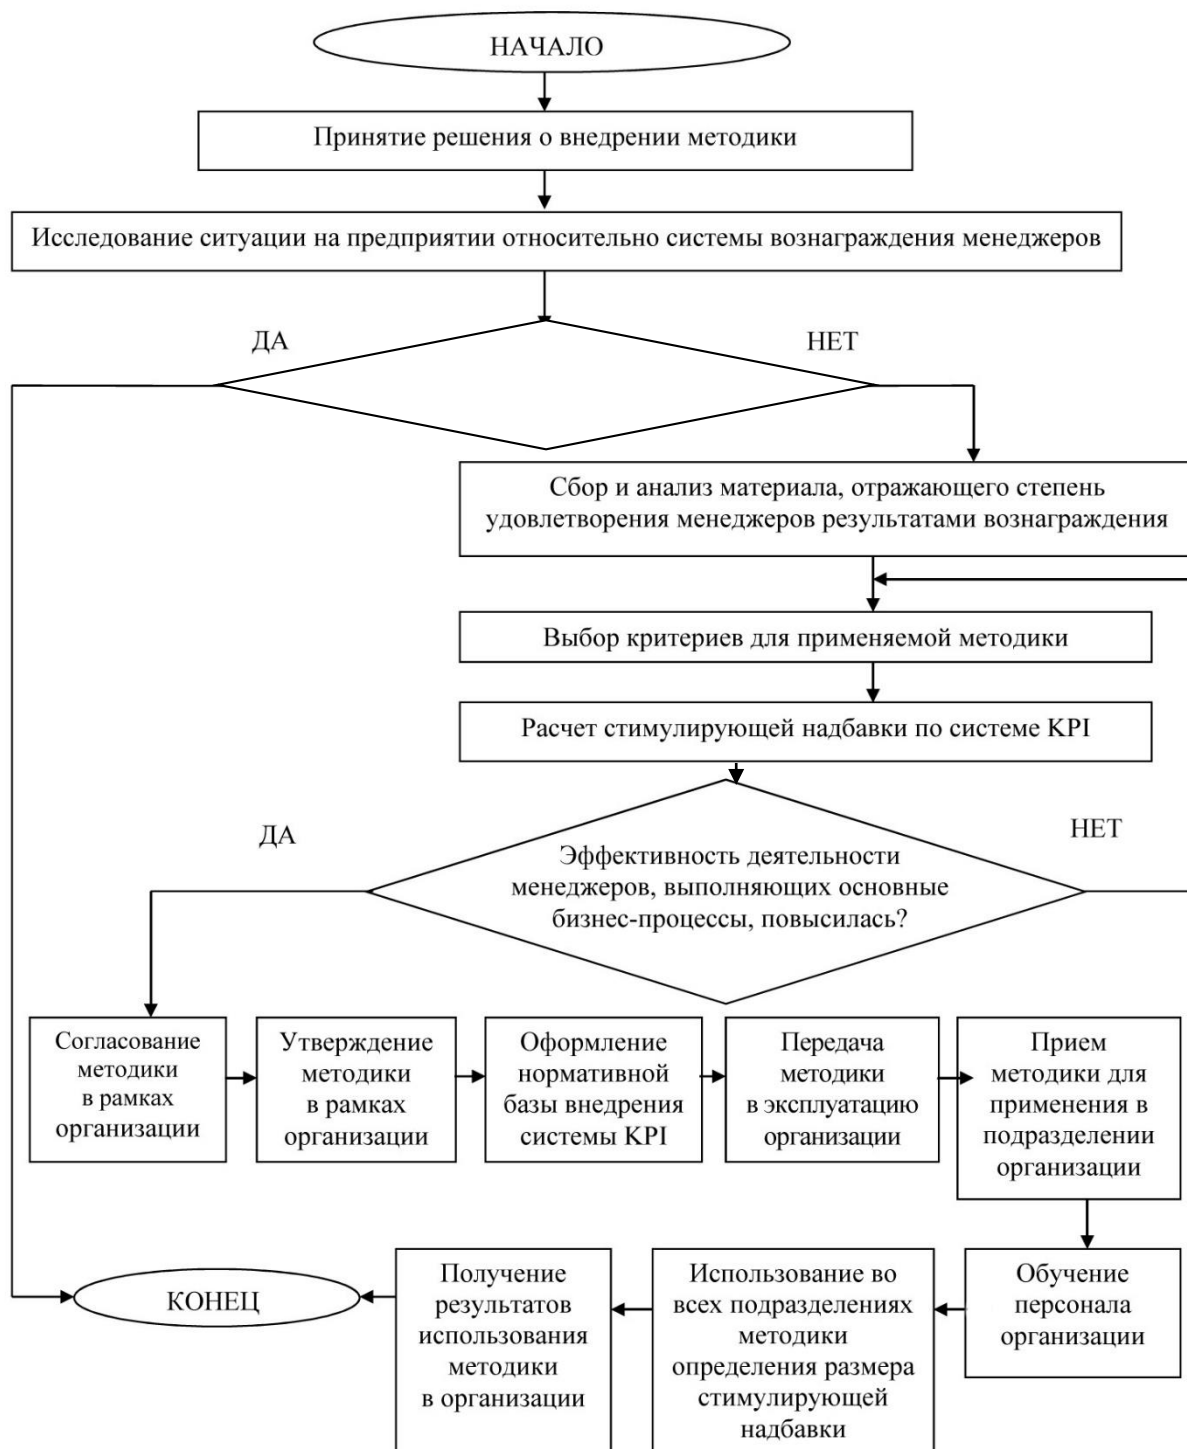 НАЧАЛО
Принятие решения о внедрении методики
Исследование ситуации на предприятии относительно системы вознаграждения менеджеров
ДА
НЕТ
Сбор и анализ материала, отражающего степень
удовлетворения менеджеров результатами вознаграждения
Выбор критериев для применяемой методики
Расчет стимулирующей надбавки по системе KPI
ДА
НЕТ
Эффективность деятельности
менеджеров, выполняющих основные
бизнес-процессы, повысилась?
Согласование
методики
в рамках
организации
Утверждение
методики
в рамках
организации
Оформление
нормативной
базы внедрения
системы KPI
Передача
методики
в эксплуатацию
организации
Прием
методики для
применения в
подразделении
организации
КОНЕЦ
Получение
результатов
использования
методики
в организации
Использование во
всех подразделениях
методики
определения размера
стимулирующей
надбавки
Обучение
персонала
организации